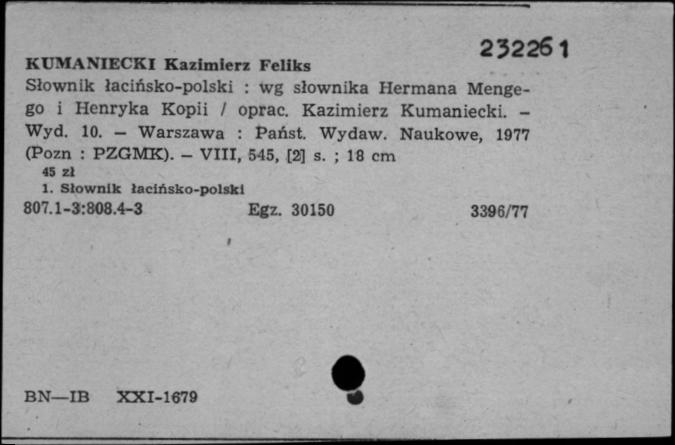 232261
KUMANIECKI Kazimierz Feliks
Słownik łacińsko-polski : wg słownika Hermana Menge-
go i Henryka Kopii / oprac. Kazimierz Kumaniecki. —
Wyd. 10. — Warszawa : Państ. Wydaw. Naukowe, 1977
(Pozn : PZGMK). — VIII, 545, [2] s. ; 18 cm
45 zł
1. Słownik łacińsko-polski
807.1-3:808.4-3 Egz. 30150 3396/77
BN—IB XXI-1679